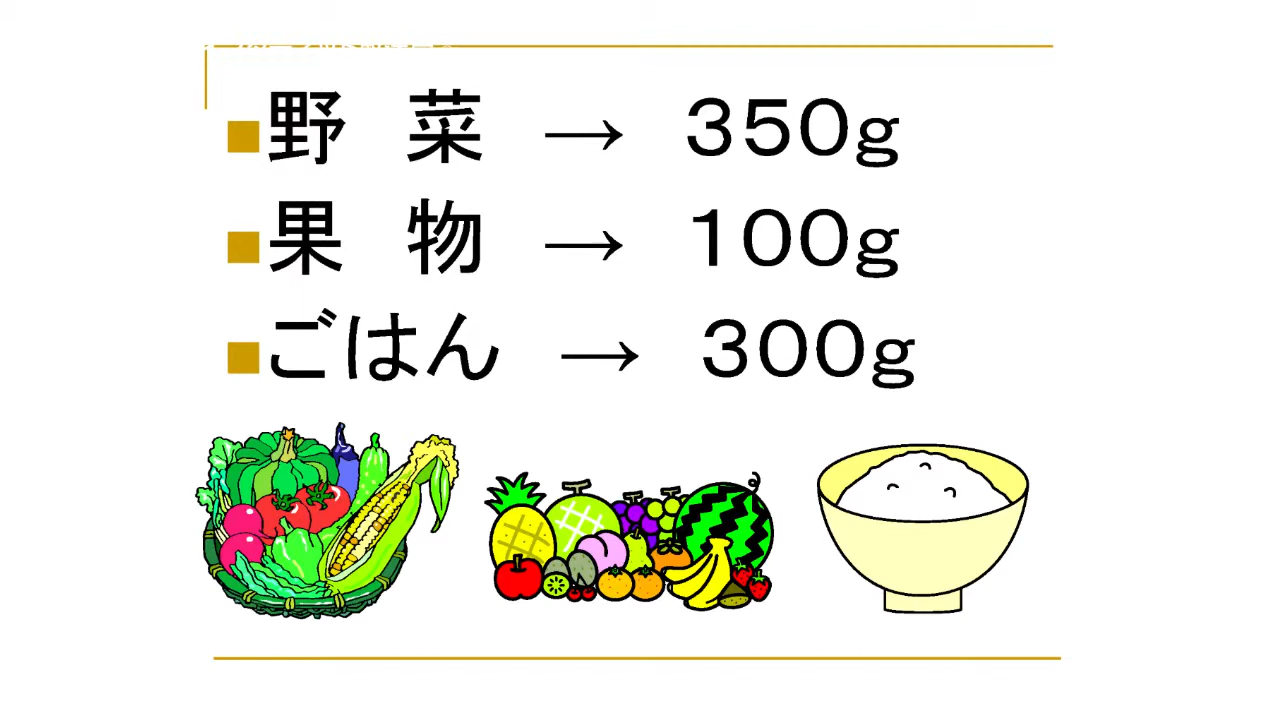 野　菜　→　３５０ｇ
果　物　→　１００ｇ
ごはん　→　３００ｇ